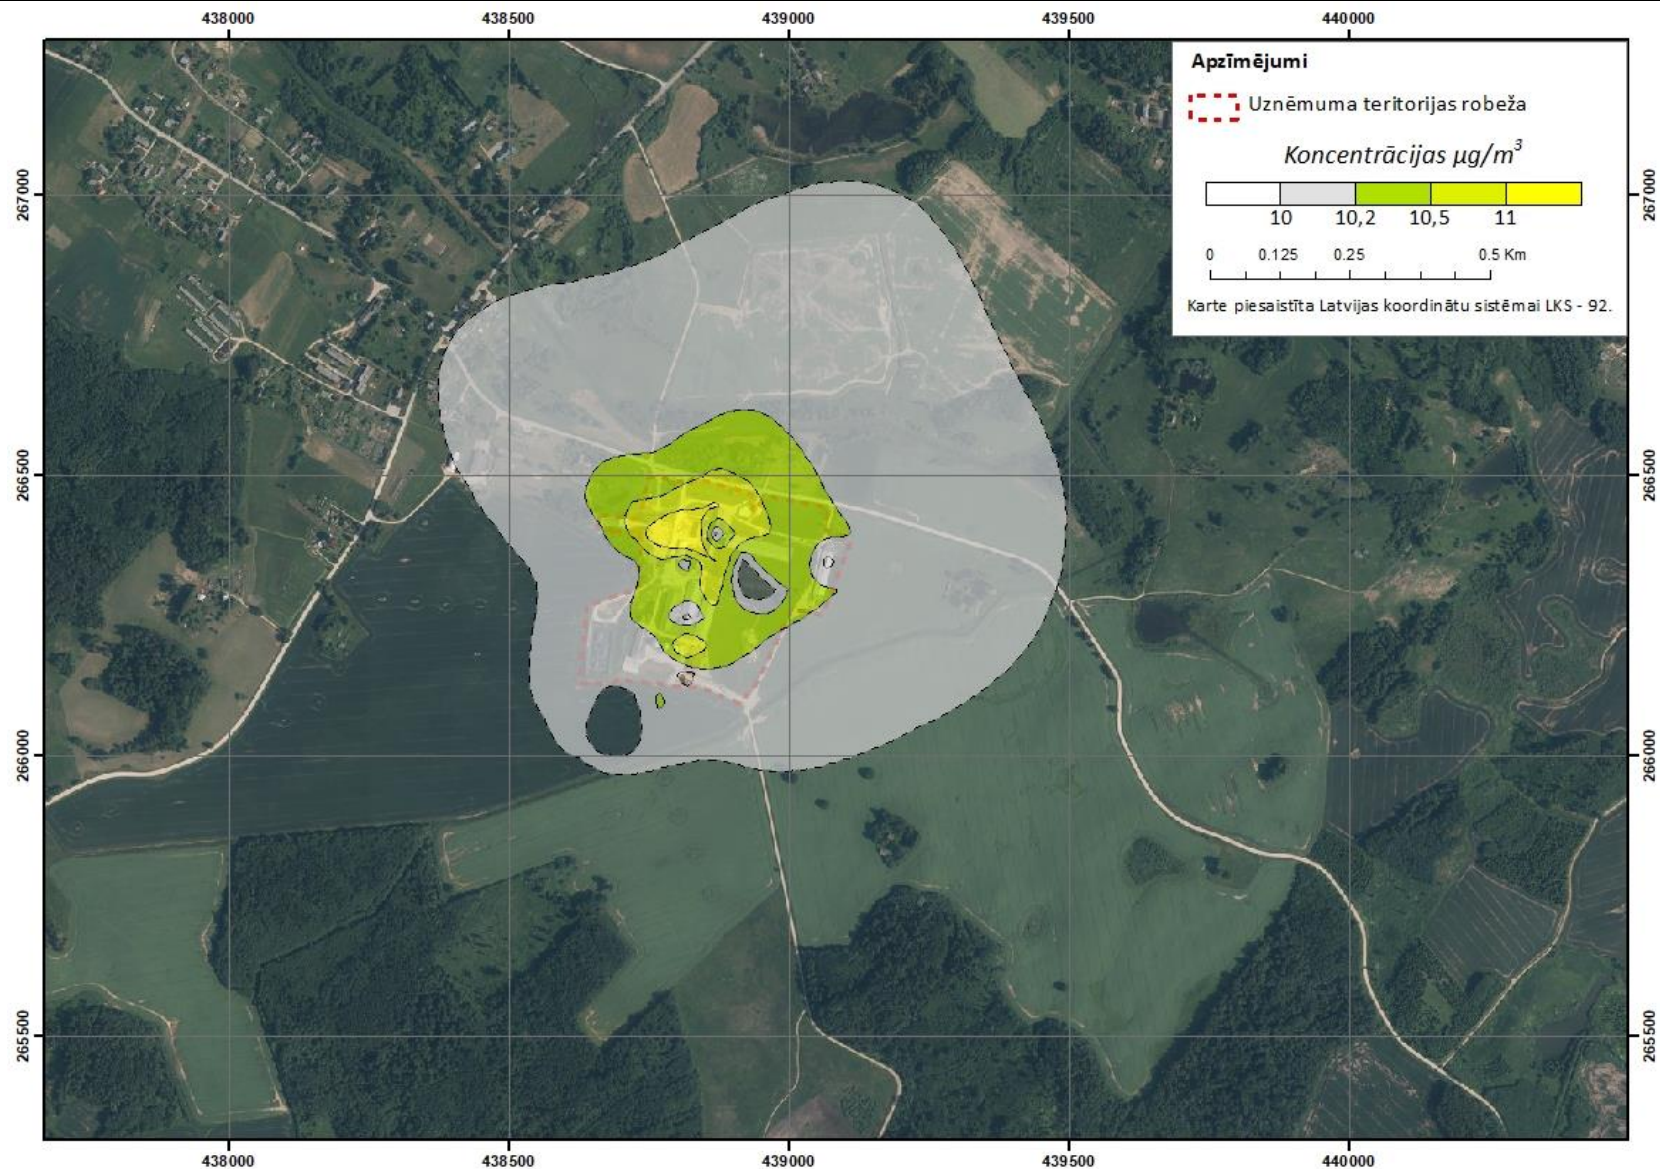 438000 438500 439000 439500 440000
Apzīmējumi
Uznēmuma teritorijas robeža
Koncentrācijas µg/m³
10 10,2 10,5 11
0 0.125 0.25 0.5 Km
Karte piesaistīta Latvijas koordinātu sistēmai LKS - 92.
267000 267000
266500 266500
266000 266000
265500 265500
438000 438500 439000 439500 440000